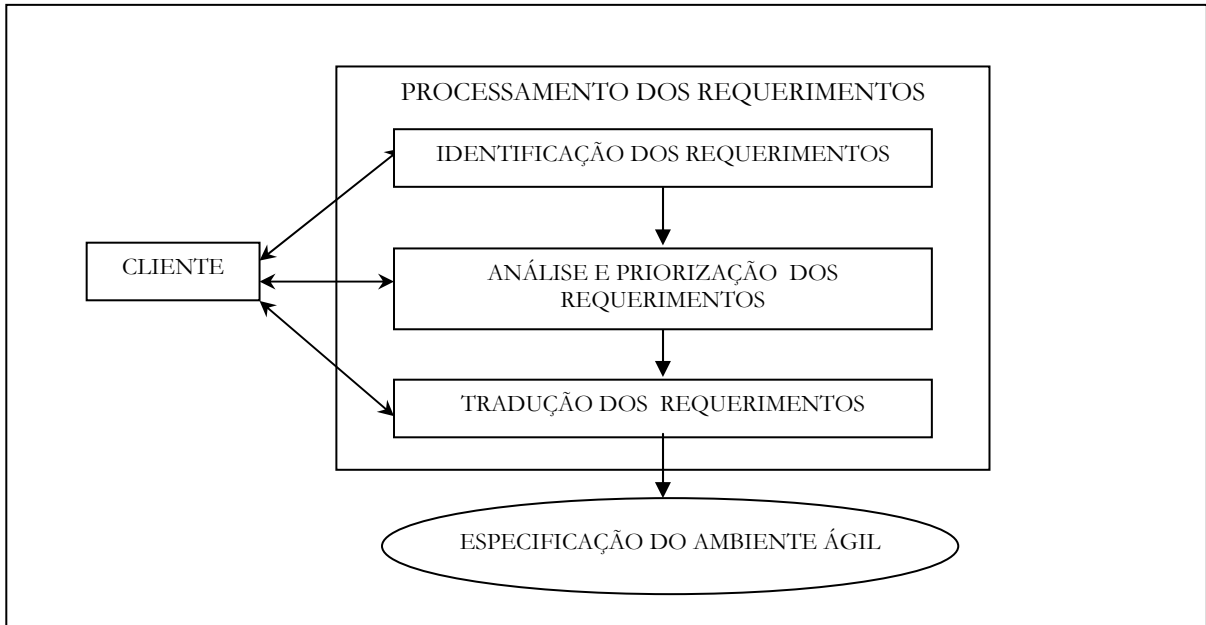 PROCESSAMENTO DOS REQUERIMENTOS
IDENTIFICAÇÃO DOS REQUERIMENTOS
CLIENTE
ANÁLISE E PRIORIZAÇÃO DOS
REQUERIMENTOS
TRADUÇÃO DOS REQUERIMENTOS
ESPECIFICAÇÃO DO AMBIENTE ÁGIL